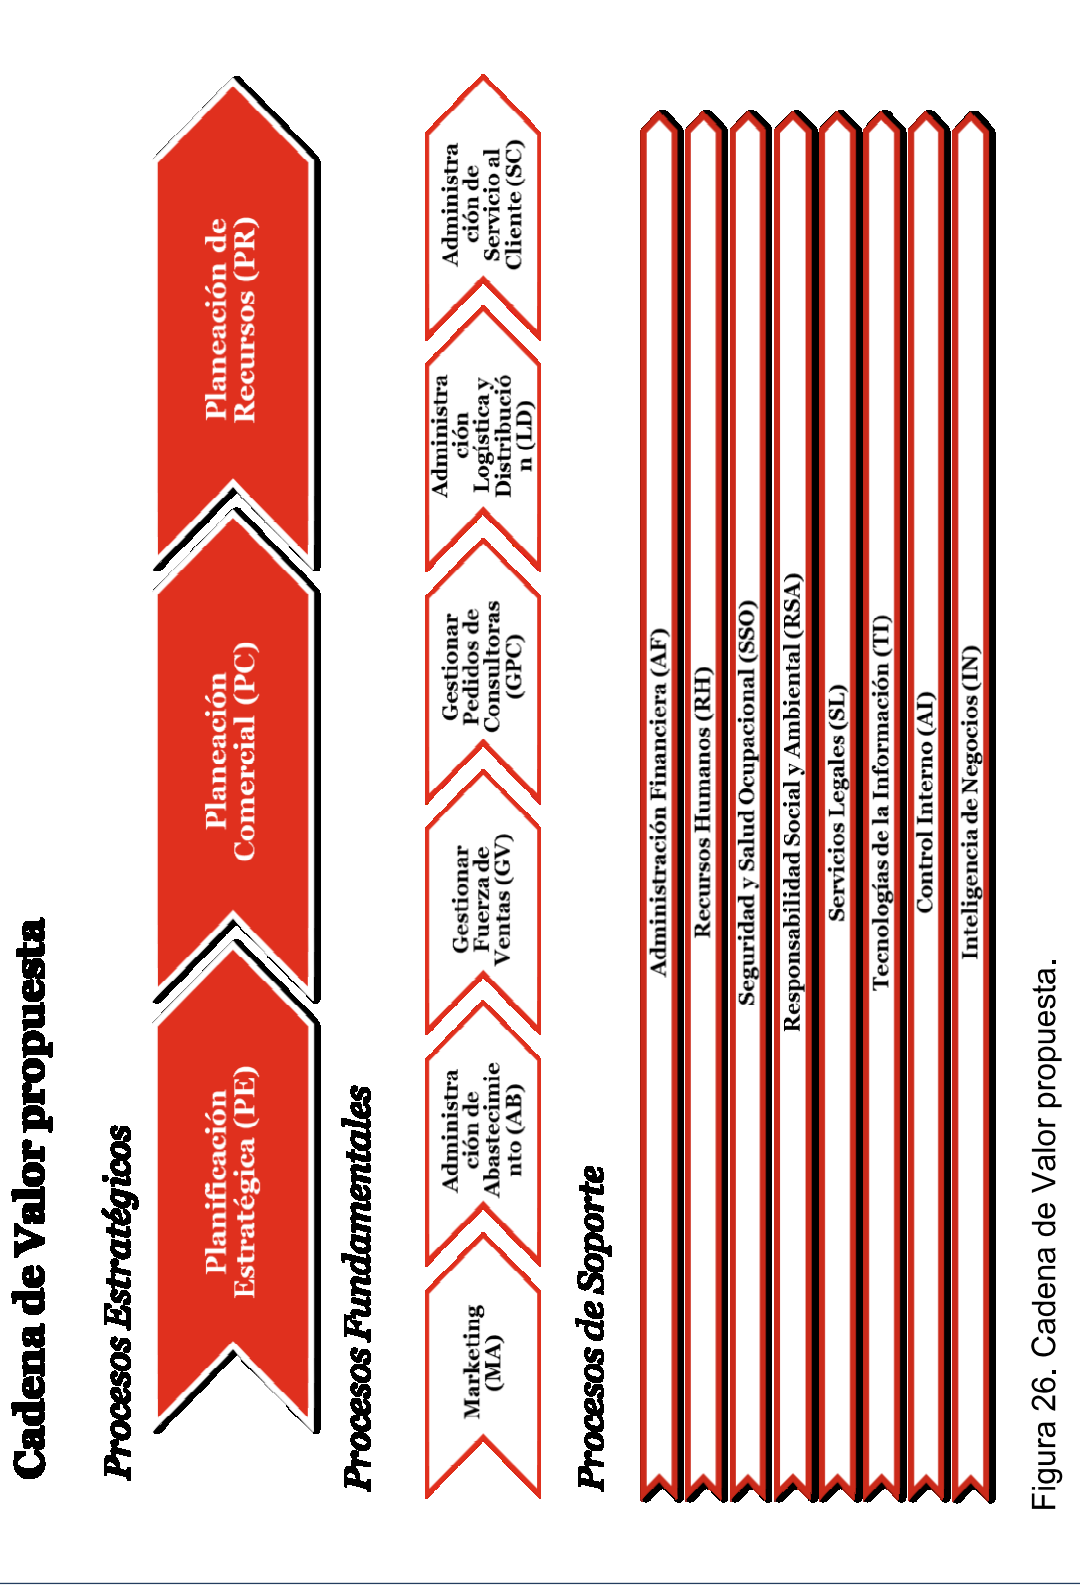 Cadena de Valor propuesta
Procesos Estratégicos
Planificación
Estratégica (PE)
Planeación
Comercial (PC)
Planeación de
Recursos (PR)
Procesos Fundamentales
Marketing
(MA)
Administra
ción de
Abastecimie
nto (AB)
Gestionar
Fuerza de
Ventas (GV)
Gestionar
Pedidos de
Consultoras
(GPC)
Administra
ción
Logística y
Distribució
n (LD)
Administra
ción de
Servicio al
Cliente (SC)
Procesos de Soporte
Administración Financiera (AF)
Recursos Humanos (RH)
Seguridad y Salud Ocupacional (SSO)
Responsabilidad Social y Ambiental (RSA)
Servicios Legales (SL)
Tecnologías de la Información (TI)
Control Interno (AI)
Inteligencia de Negocios (IN)
Figura 26. Cadena de Valor propuesta.